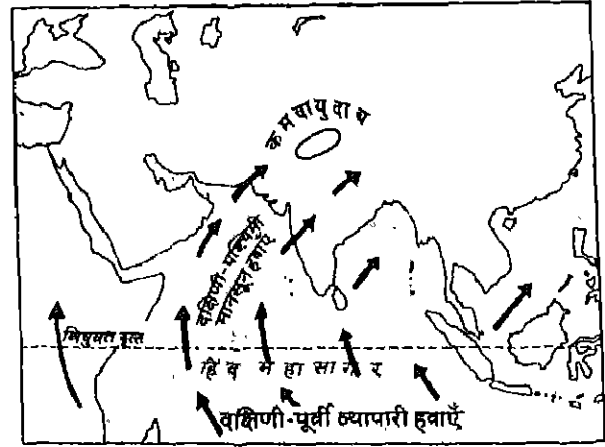 कम वायु दाब
दक्षिणी-पश्चिमी
मानसून हवाएँ
विषुवत वृत्त
हिंद महासागर
दक्षिणी-पूर्वी व्यापारी हवाएँ